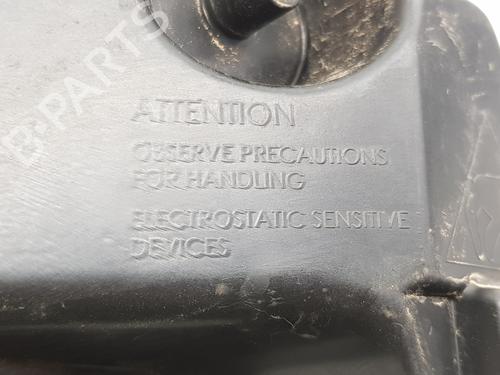 B-PARTS
ATTENTION
OBSERVE PRECAUTIONS
FOR HANDLING
ELECTROSTATIC SENSITIVE
DEVICES